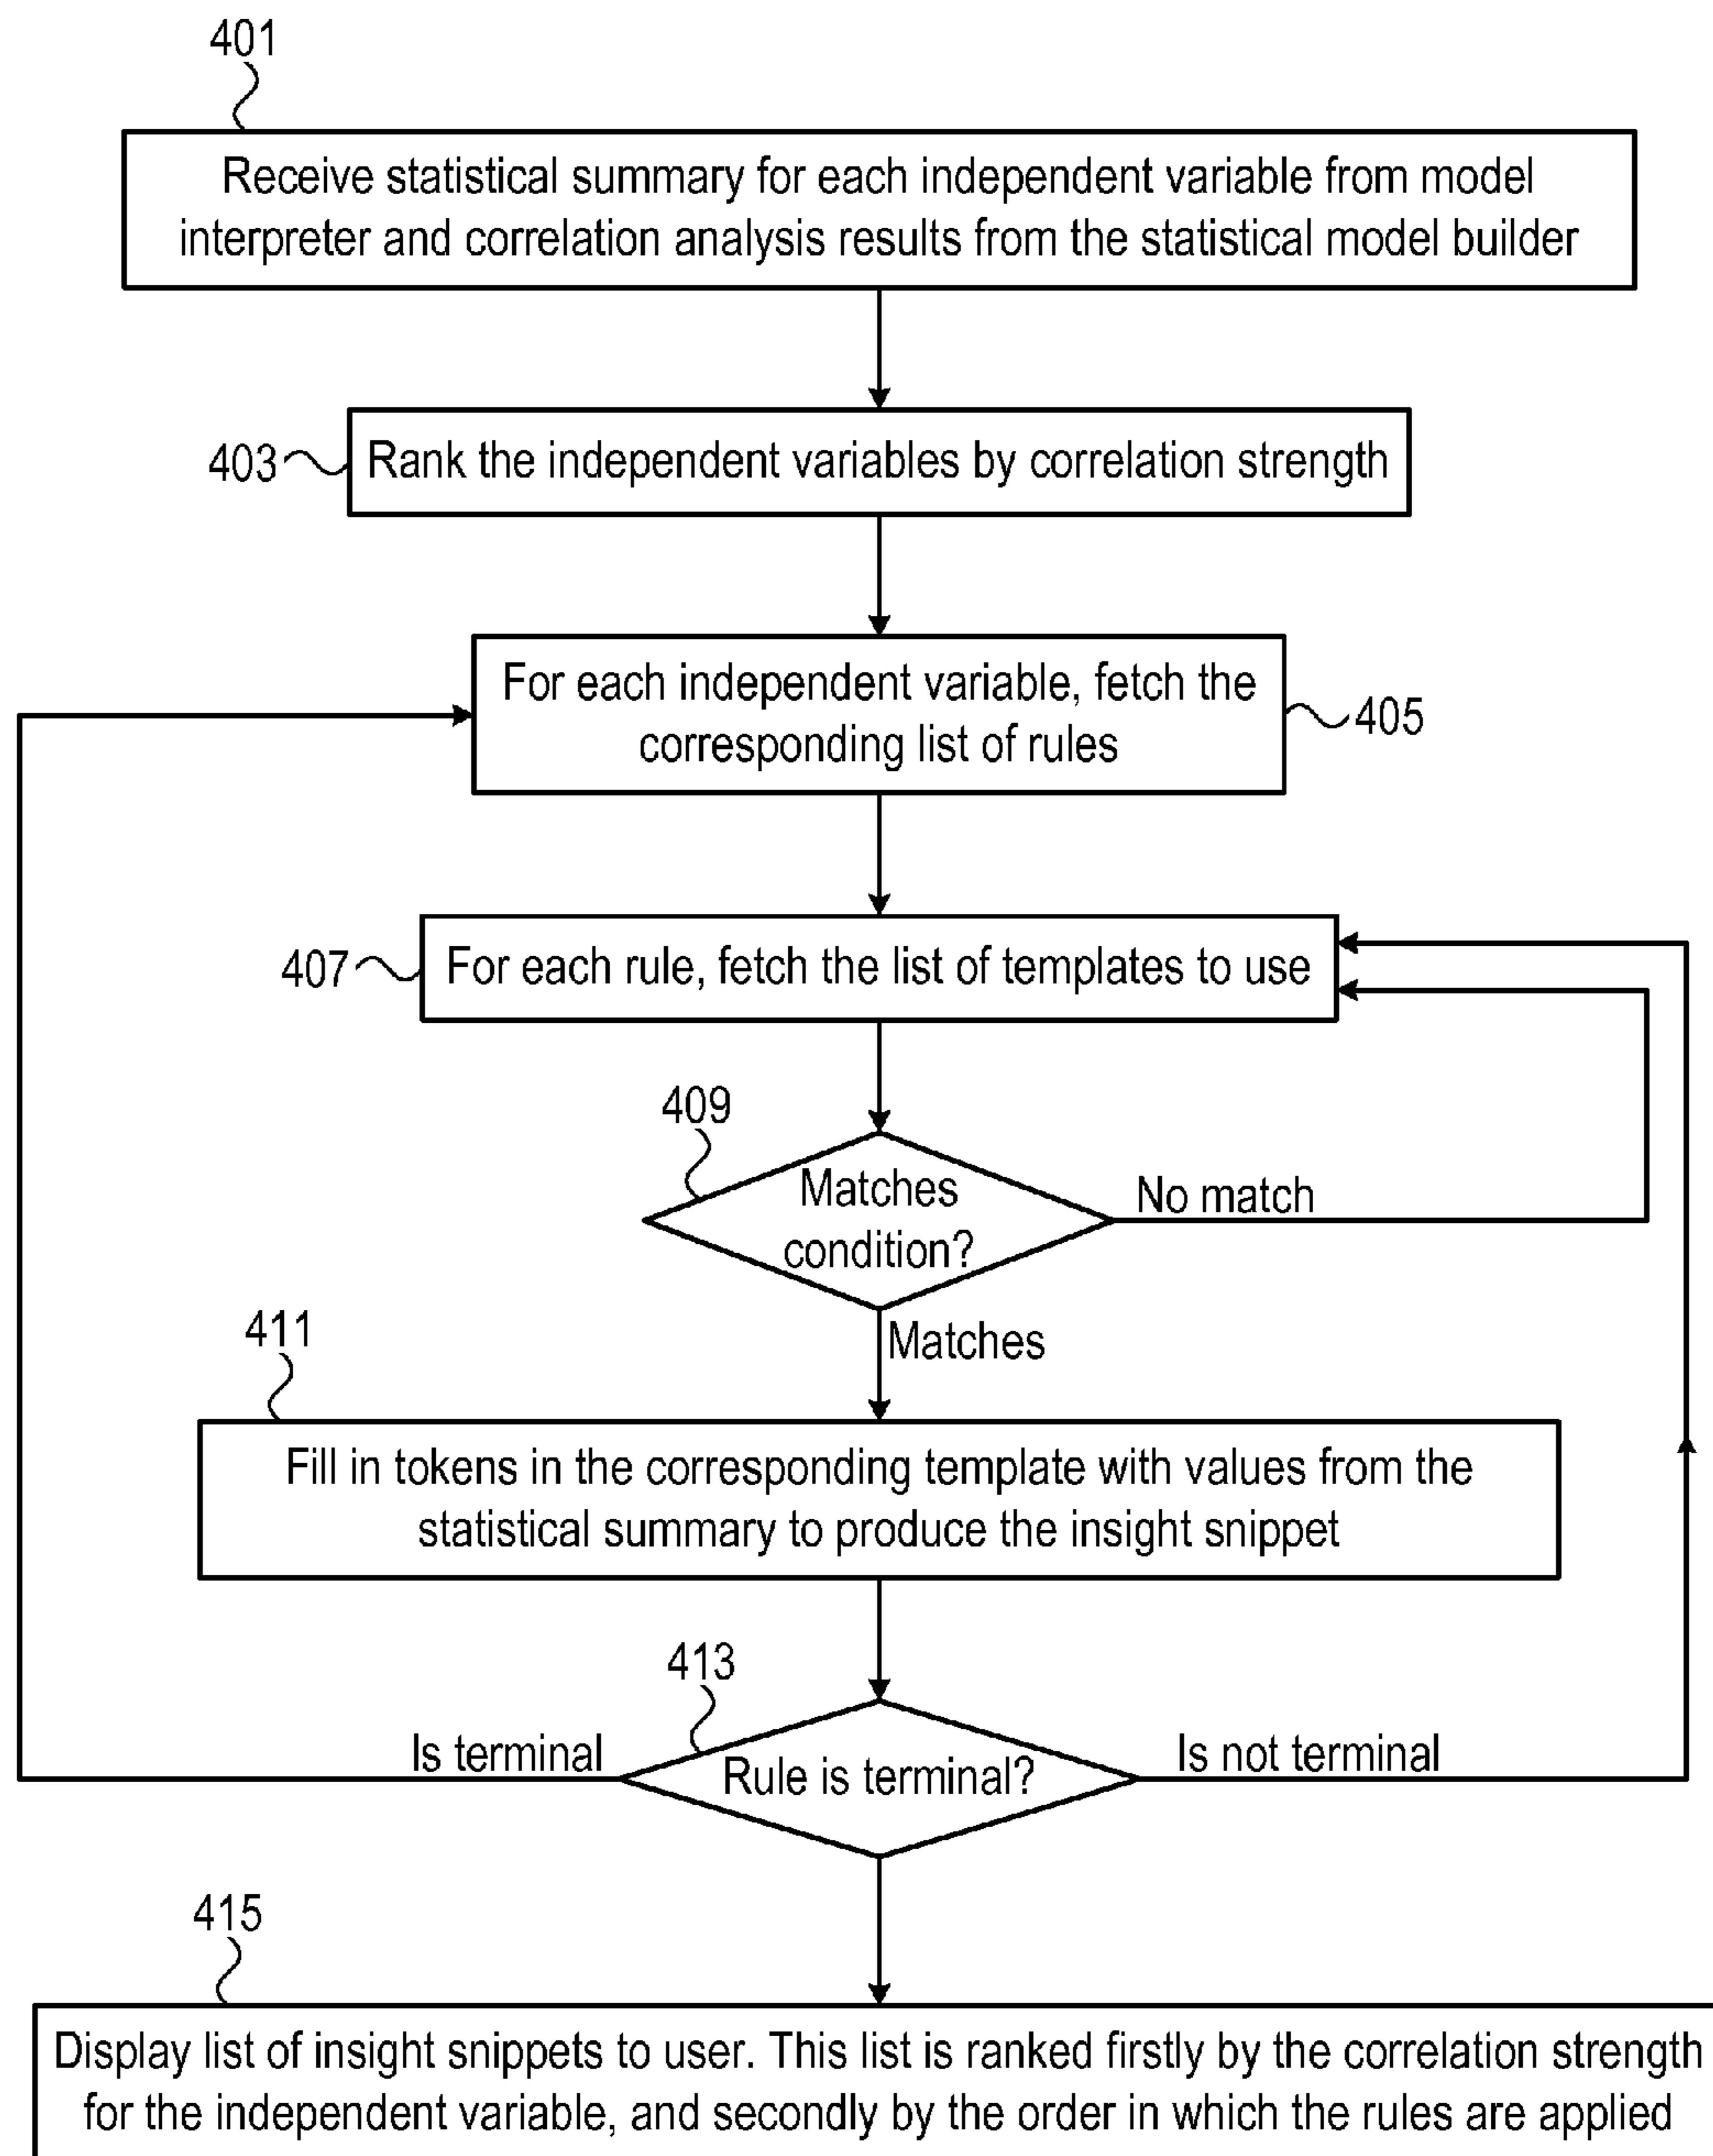 401
Receive statistical summary for each independent variable from model
interpreter and correlation analysis results from the statistical model builder
403
Rank the independent variables by correlation strength
For each independent variable, fetch the
corresponding list of rules
405
407
For each rule, fetch the list of templates to use
409
Matches
condition?
No match
Matches
411
Fill in tokens in the corresponding template with values from the
statistical summary to produce the insight snippet
413
Is terminal
Rule is terminal?
Is not terminal
415
Display list of insight snippets to user. This list is ranked firstly by the correlation strength
for the independent variable, and secondly by the order in which the rules are applied